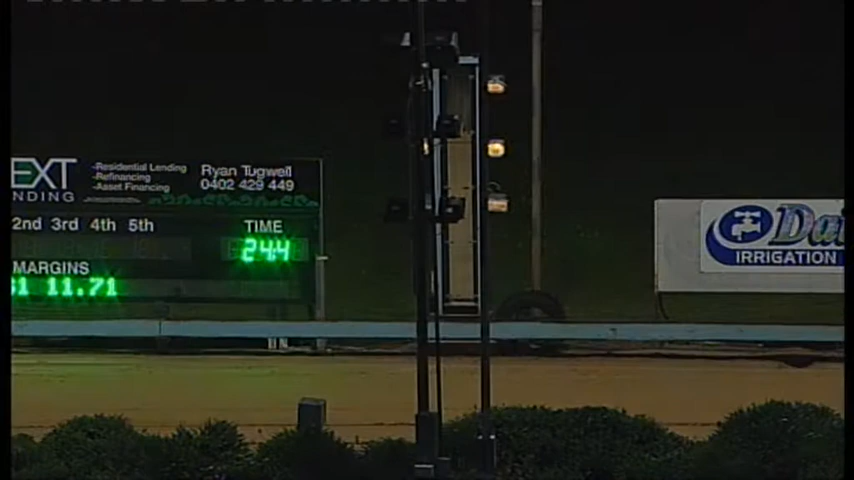 EXT
NDING
-Residential Lending
-Refinancing
-Asset Financing
Ryan Tugwell
0402 429 449
2nd 3rd 4th 5th
TIME
24.4
MARGINS
11.71
IRRIGATION